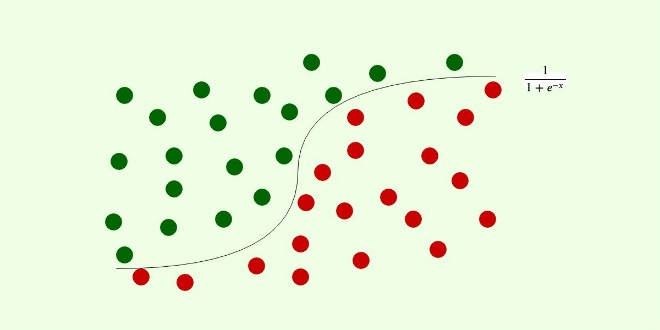 1
1 + e^{-x}